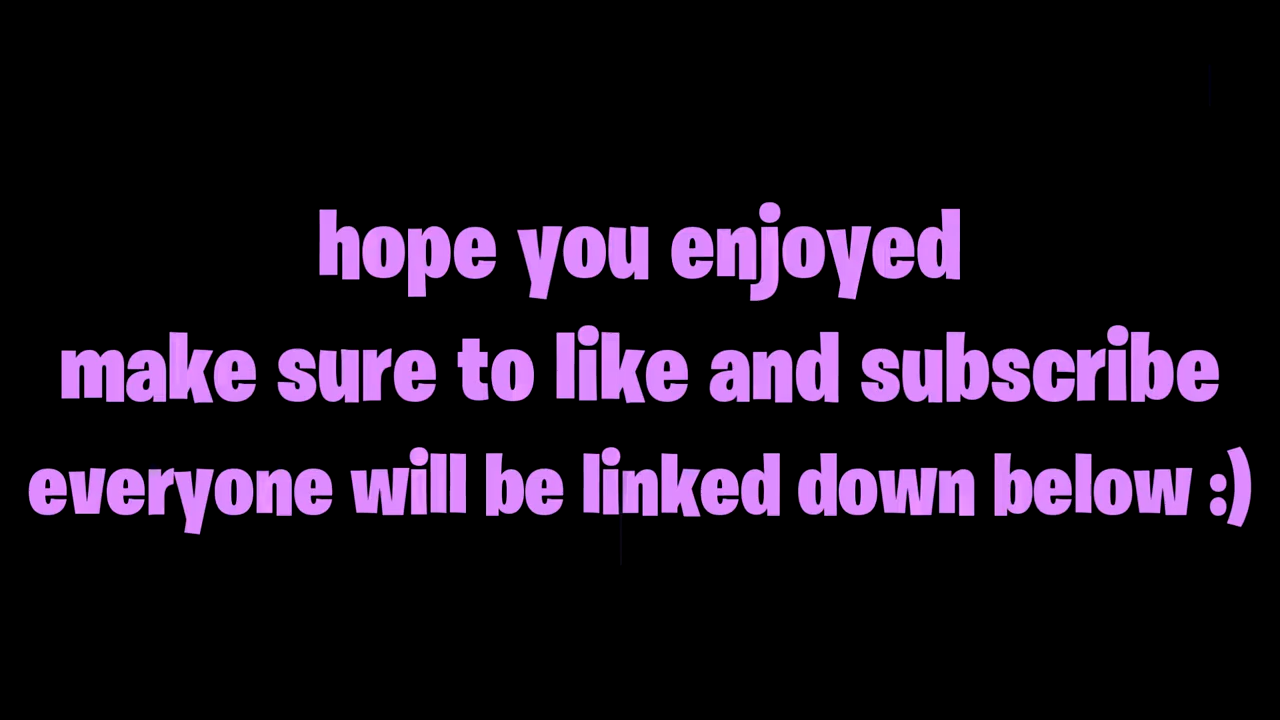 hope you enjoyed
make sure to like and subscribe
everyone will be linked down below :)